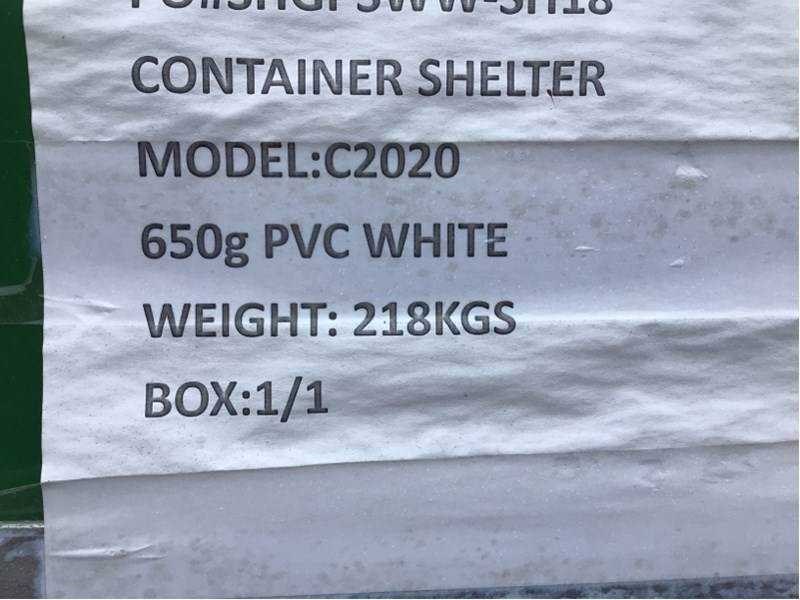 CONTAINER SHELTER
MODEL:C2020
650g PVC WHITE
WEIGHT: 218KGS
BOX:1/1